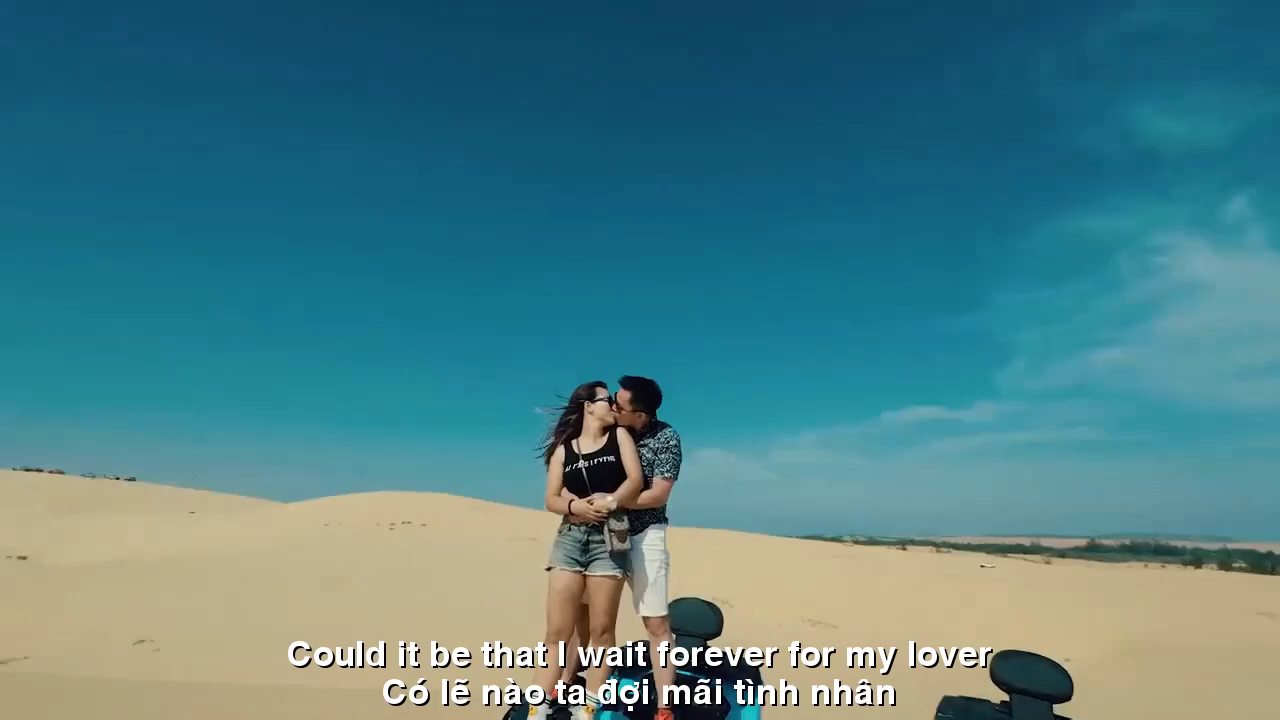 Could it be that I wait forever for my lover
Có lẽ nào ta đợi mãi tình nhân